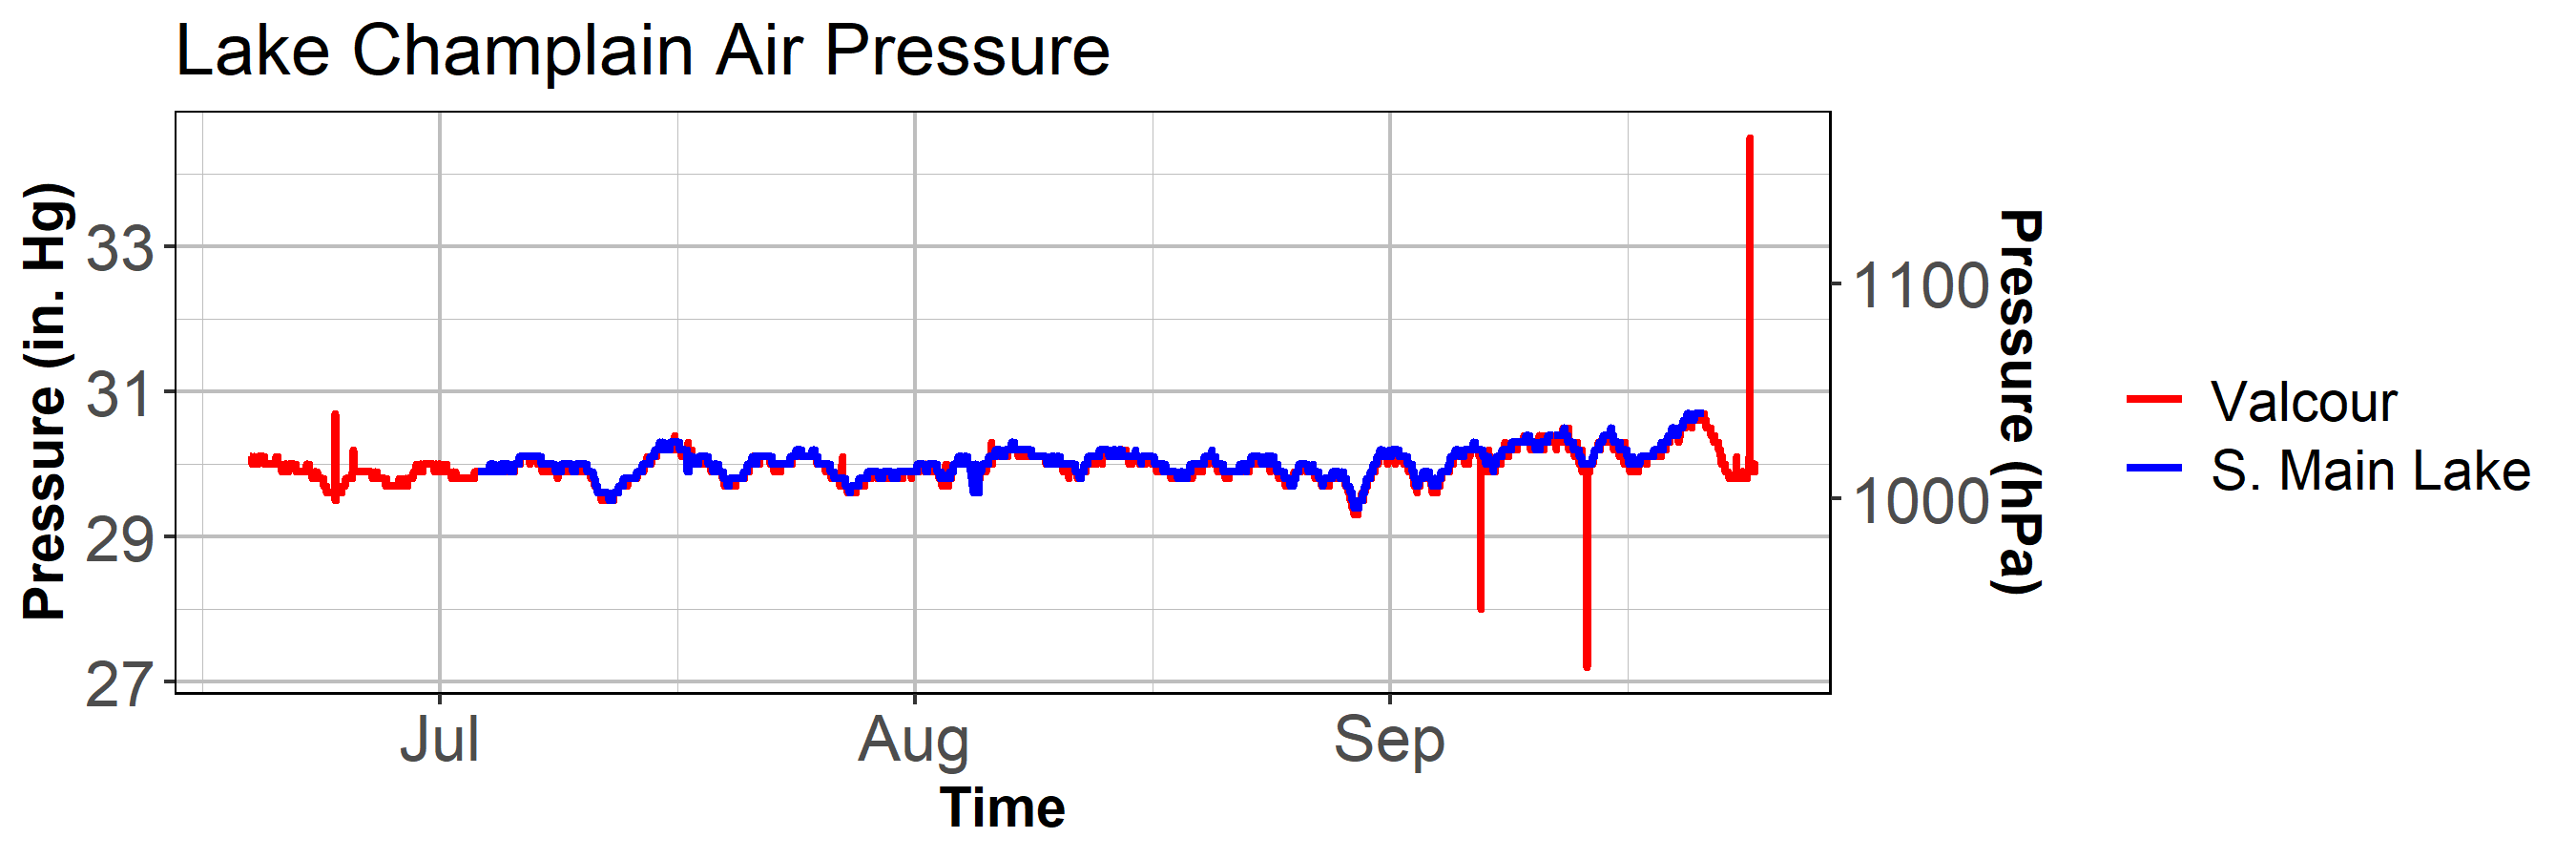 Lake Champlain Air Pressure
Pressure (in. Hg)
33
31
29
27
1100
1000
Pressure (hPa)
Jul
Aug
Sep
Time
Valcour
S. Main Lake